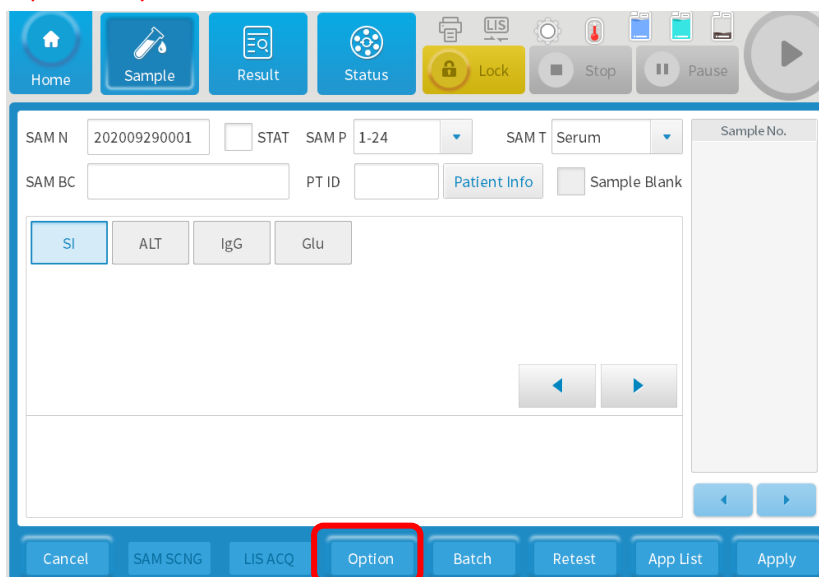 Home Sample Result Status LIS Lock Stop Pause
SAM N 202009290001 STAT SAM P 1-24 SAM T Serum Sample No.
SAM BC PT ID Patient Info Sample Blank
SI ALT IgG Glu
Cancel SAM SCNG LIS ACQ Option Batch Retest App List Apply